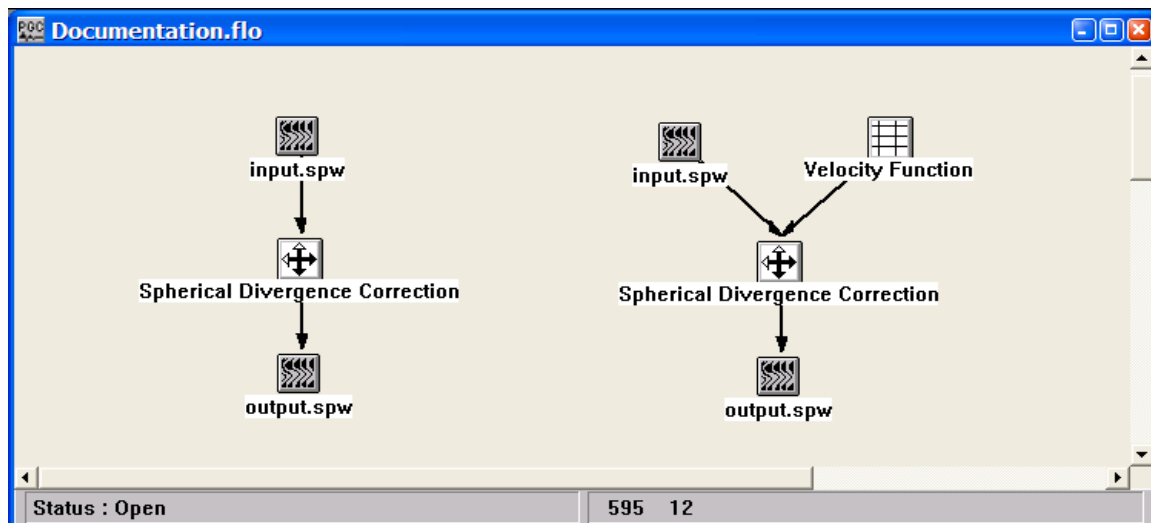 Documentation.flo
input.spw
input.spw
Velocity Function
Spherical Divergence Correction
Spherical Divergence Correction
output.spw
output.spw
Status : Open
595 12